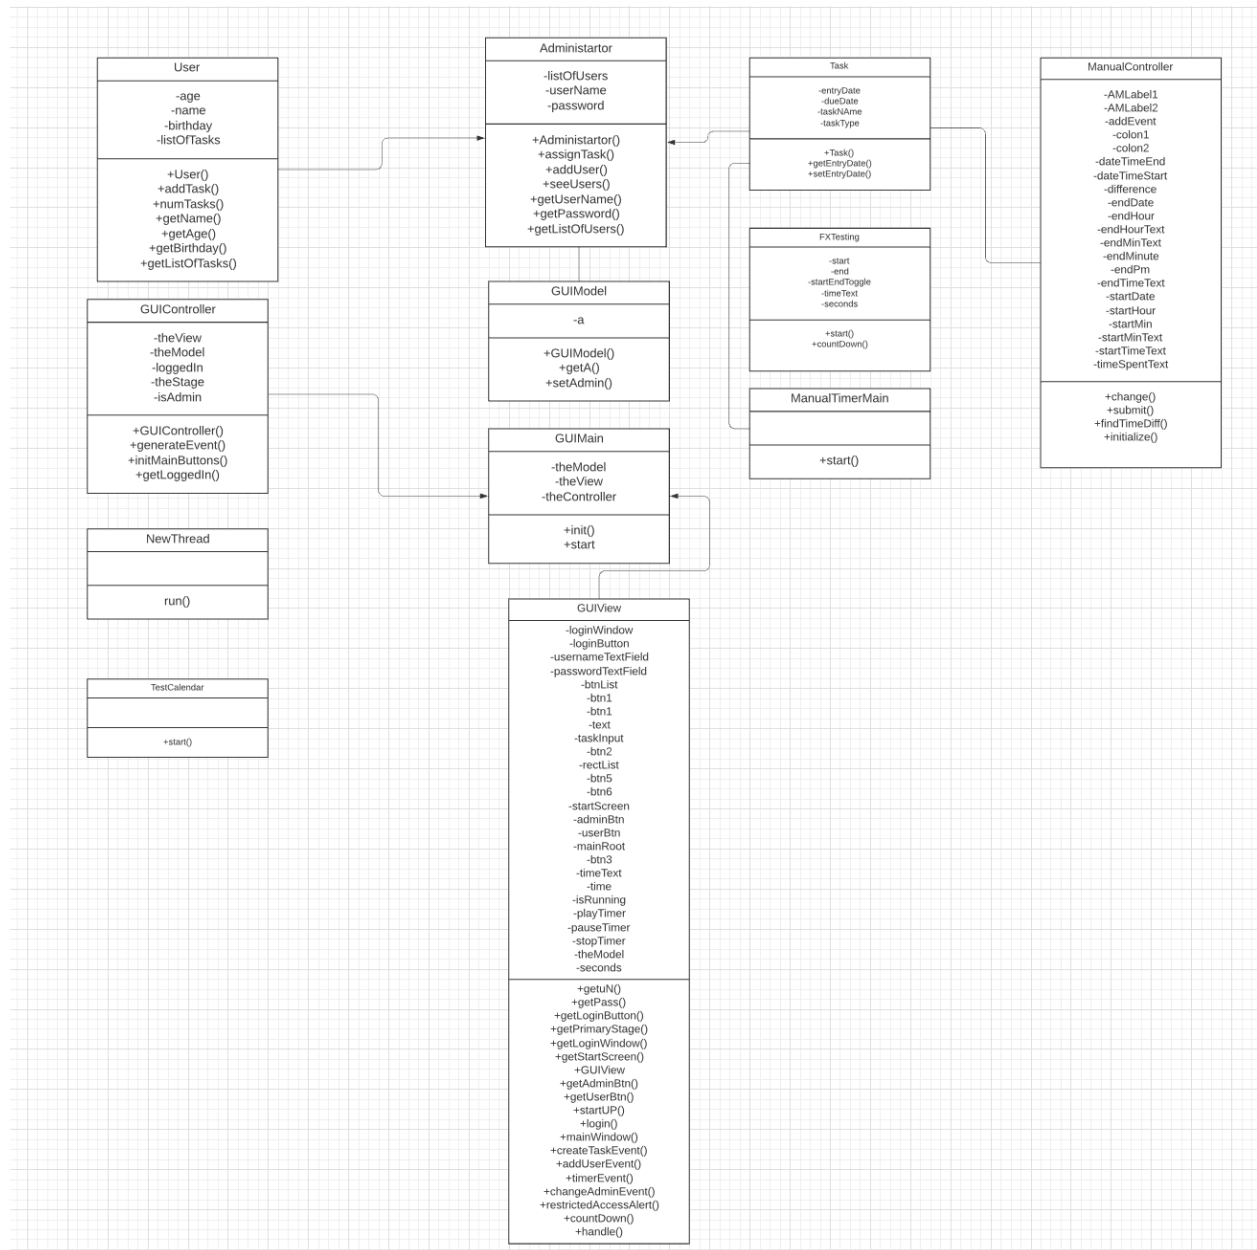 User
-age
-name
-birthday
-listOfTasks
+User()
+addTask()
+numTasks()
+getName()
+getAge()
+getBirthday()
+getListOfTasks()
Administartor
-listOfUsers
-userName
-password
+Administartor()
+assignTask()
+addUser()
+seeUsers()
+getUserName()
+getPassword()
+getListOfUsers()
Task
-entryDate
-dueDate
-taskNAme
-taskType
+Task()
+getEntryDate()
+setEntryDate()
ManualController
-AMLabel1
-AMLabel2
-addEvent
-colon1
-colon2
-dateTimeEnd
-dateTimeStart
-difference
-endDate
-endHour
-endHourText
-endMinText
-endMinute
-endPm
-endTimeText
-startDate
-startHour
-startMin
-startMinText
-startTimeText
-timeSpentText
+change()
+submit()
+findTimeDiff()
+initialize()
FXTesting
-start
-end
-startEndToggle
-timeText
-seconds
+start()
+countDown()
GUIController
-theView
-theModel
-loggedIn
-theStage
-isAdmin
+GUIController()
+generateEvent()
+initMainButtons()
+getLoggedIn()
GUIModel
-a
+GUIModel()
+getA()
+setAdmin()
ManualTimerMain
+start()
GUIMain
-theModel
-theView
-theController
+init()
+start
NewThread
run()
TestCalendar
+start()
GUIView
-loginWindow
-loginButton
-usernameTextField
-passwordTextField
-btnList
-btn1
-btn1
-text
-taskInput
-btn2
-rectList
-btn5
-btn6
-startScreen
-adminBtn
-userBtn
-mainRoot
-btn3
-timeText
-time
-isRunning
-playTimer
-pauseTimer
-stopTimer
-theModel
-seconds
+getuN()
+getPass()
+getLoginButton()
+getPrimaryStage()
+getLoginWindow()
+getStartScreen()
+GUIView
+getAdminBtn()
+getUserBtn()
+startUP()
+login()
+mainWindow()
+createTaskEvent()
+addUserEvent()
+timerEvent()
+changeAdminEvent()
+restrictedAccessAlert()
+countDown()
+handle()